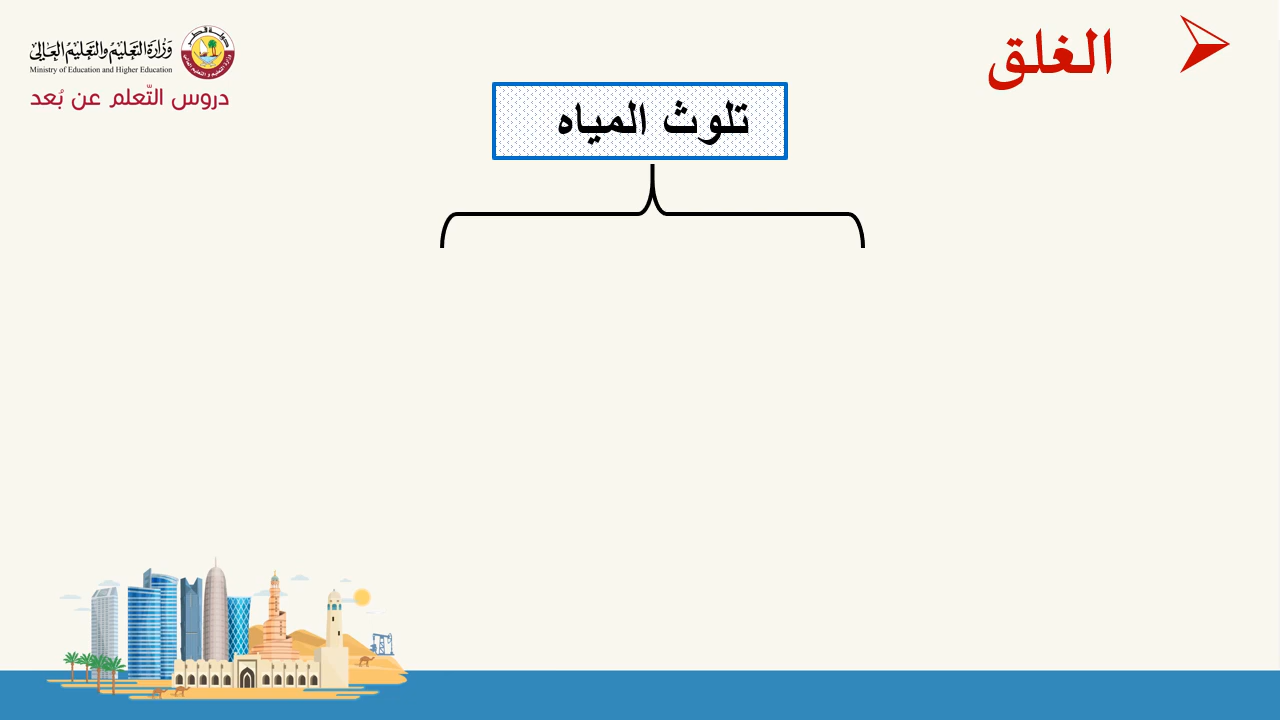 الغلق
وزارة التعليم والتعليم العالي
Ministry of Education and Higher Education
دروس التّعلم عن بُعد
تلوث المياه